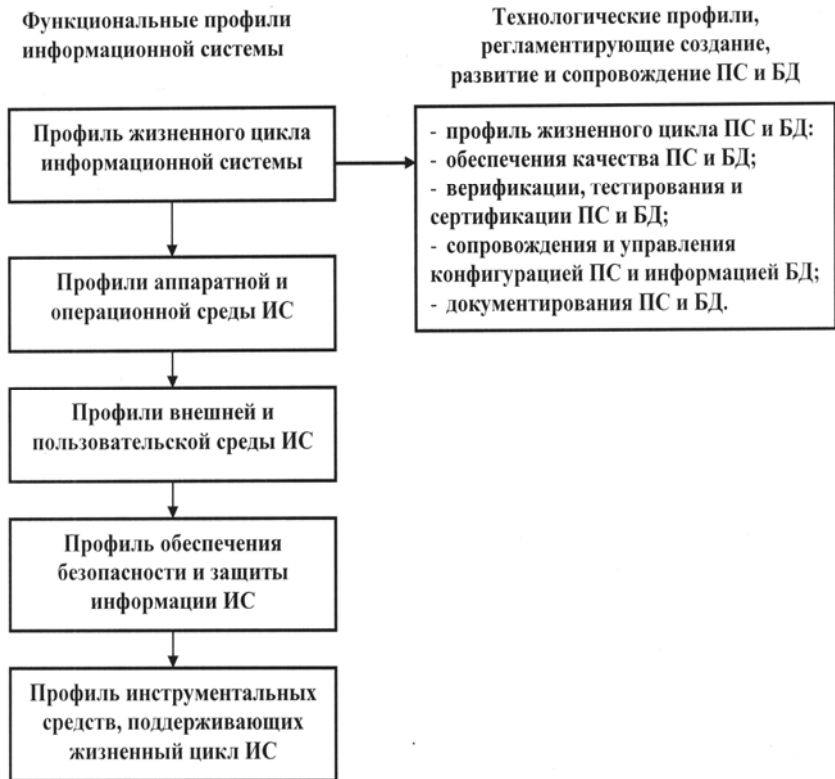 Функциональные профили
информационной системы
Технологические профили,
регламентирующие создание,
развитие и сопровождение ПС и БД
Профиль жизненного цикла
информационной системы
- профиль жизненного цикла ПС и БД:
- обеспечения качества ПС и БД;
- верификации, тестирования и
сертификации ПС и БД;
- сопровождения и управления
конфигурацией ПС и информацией БД;
- документирования ПС и БД.
Профили аппаратной и
операционной среды ИС
Профили внешней и
пользовательской среды ИС
Профиль обеспечения
безопасности и защиты
информации ИС
Профиль инструментальных
средств, поддерживающих
жизненный цикл ИС